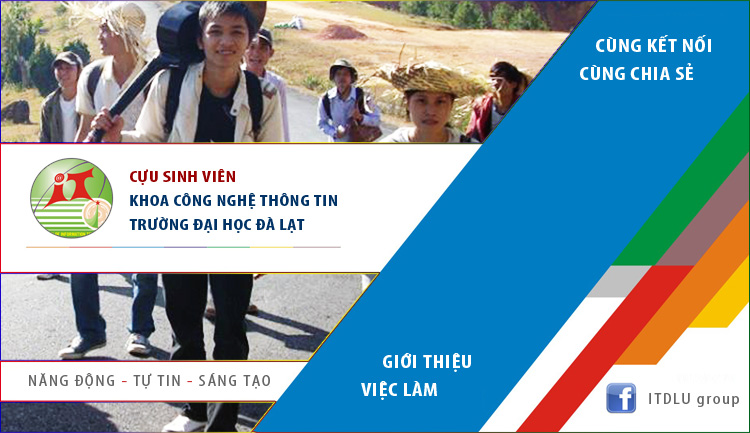 CÙNG KẾT NỐI
CÙNG CHIA SẺ
iT
CỰU SINH VIÊN
KHOA CÔNG NGHỆ THÔNG TIN
TRƯỜNG ĐẠI HỌC ĐÀ LẠT
GIỚI THIỆU
VIỆC LÀM
NĂNG ĐỘNG - TỰ TIN - SÁNG TẠO
f
ITDLU group